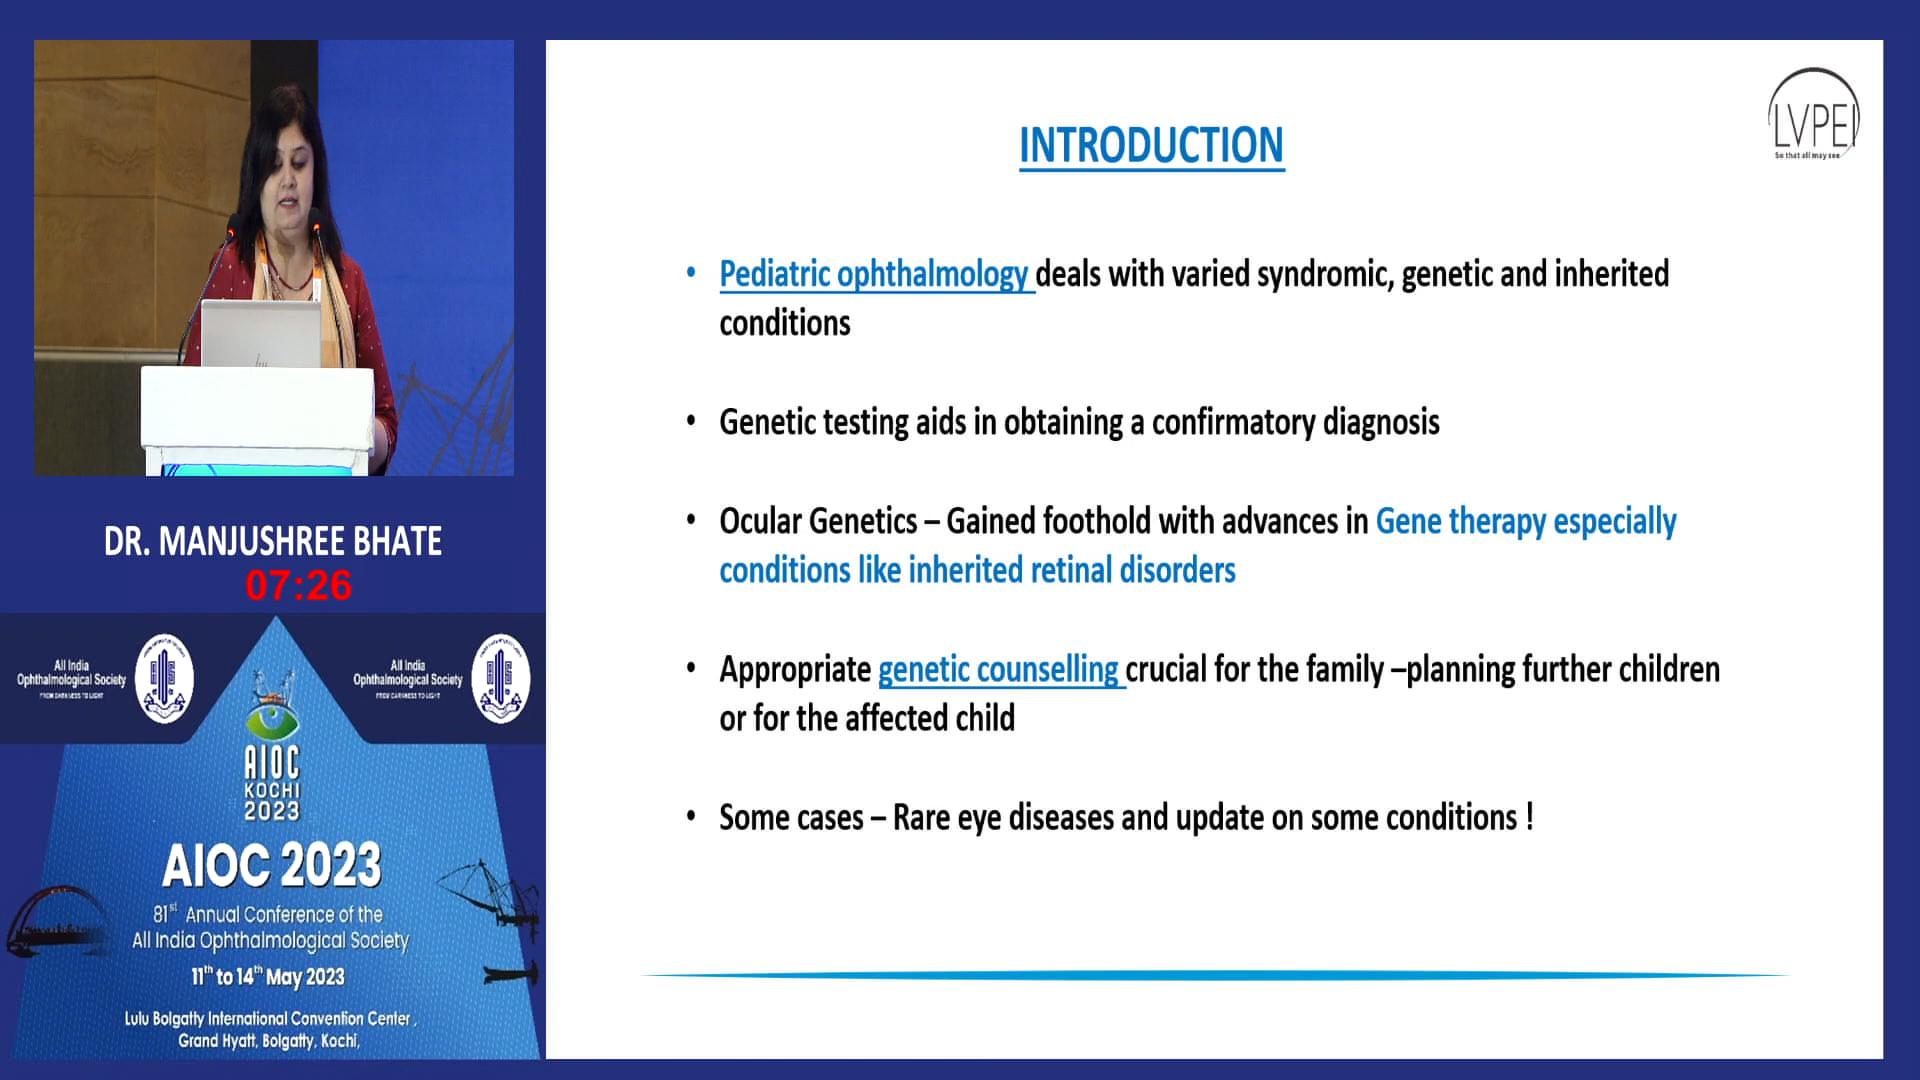 LVPEI
So that all may see
INTRODUCTION
• Pediatric ophthalmology deals with varied syndromic, genetic and inherited
conditions
• Genetic testing aids in obtaining a confirmatory diagnosis
• Ocular Genetics – Gained foothold with advances in Gene therapy especially
conditions like inherited retinal disorders
• Appropriate genetic counselling crucial for the family –planning further children
or for the affected child
• Some cases – Rare eye diseases and update on some conditions !
hp
DR. MANJUSHREE BHATE
07:26
All India
Ophthalmological Society
FROM DARKNESS TO LIGHT
All India
Ophthalmological Society
FROM DARKNESS TO LIGHT
AIOC
KOCHI
2023
AIOC 2023
81st Annual Conference of the
All India Ophthalmological Society
11th to 14th May 2023
Lulu Bolgatty International Convention Center ,
Grand Hyatt, Bolgatty, Kochi,